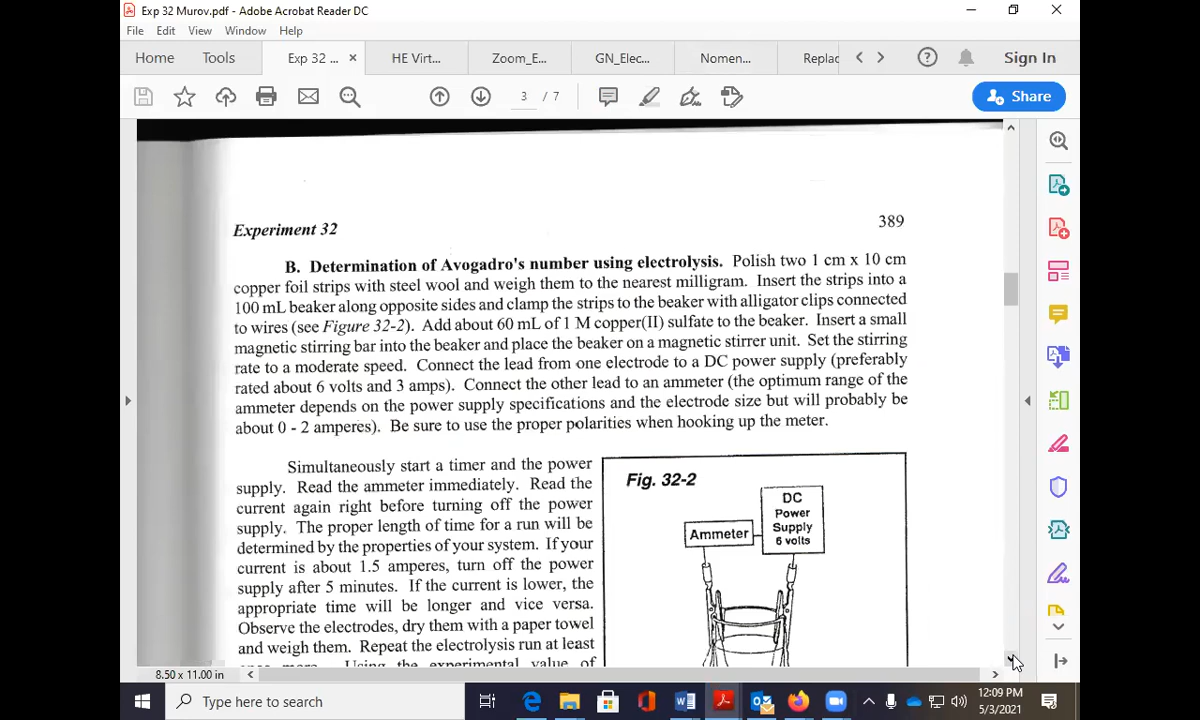 Exp 32 Murov.pdf - Adobe Acrobat Reader DC
File Edit View Window Help
Home Tools Exp 32 ... × HE Virt... Zoom_E... GN_Elec... Nomen... Replac Sign In
3 / 7 Share
Experiment 32 389
B. Determination of Avogadro's number using electrolysis. Polish two 1 cm x 10 cm
copper foil strips with steel wool and weigh them to the nearest milligram. Insert the strips into a
100 mL beaker along opposite sides and clamp the strips to the beaker with alligator clips connected
to wires (see Figure 32-2). Add about 60 mL of 1 M copper(II) sulfate to the beaker. Insert a small
magnetic stirring bar into the beaker and place the beaker on a magnetic stirrer unit. Set the stirring
rate to a moderate speed. Connect the lead from one electrode to a DC power supply (preferably
rated about 6 volts and 3 amps). Connect the other lead to an ammeter (the optimum range of the
ammeter depends on the power supply specifications and the electrode size but will probably be
about 0 - 2 amperes). Be sure to use the proper polarities when hooking up the meter.
Simultaneously start a timer and the power
supply. Read the ammeter immediately. Read the
current again right before turning off the power
supply. The proper length of time for a run will be
determined by the properties of your system. If your
current is about 1.5 amperes, turn off the power
supply after 5 minutes. If the current is lower, the
appropriate time will be longer and vice versa.
Observe the electrodes, dry them with a paper towel
and weigh them. Repeat the electrolysis run at least
Using the experimental value of
Fig. 32-2
DC
Power
Supply
6 volts
Ammeter
8.50 x 11.00 in
Type here to search
12:09 PM
5/3/2021